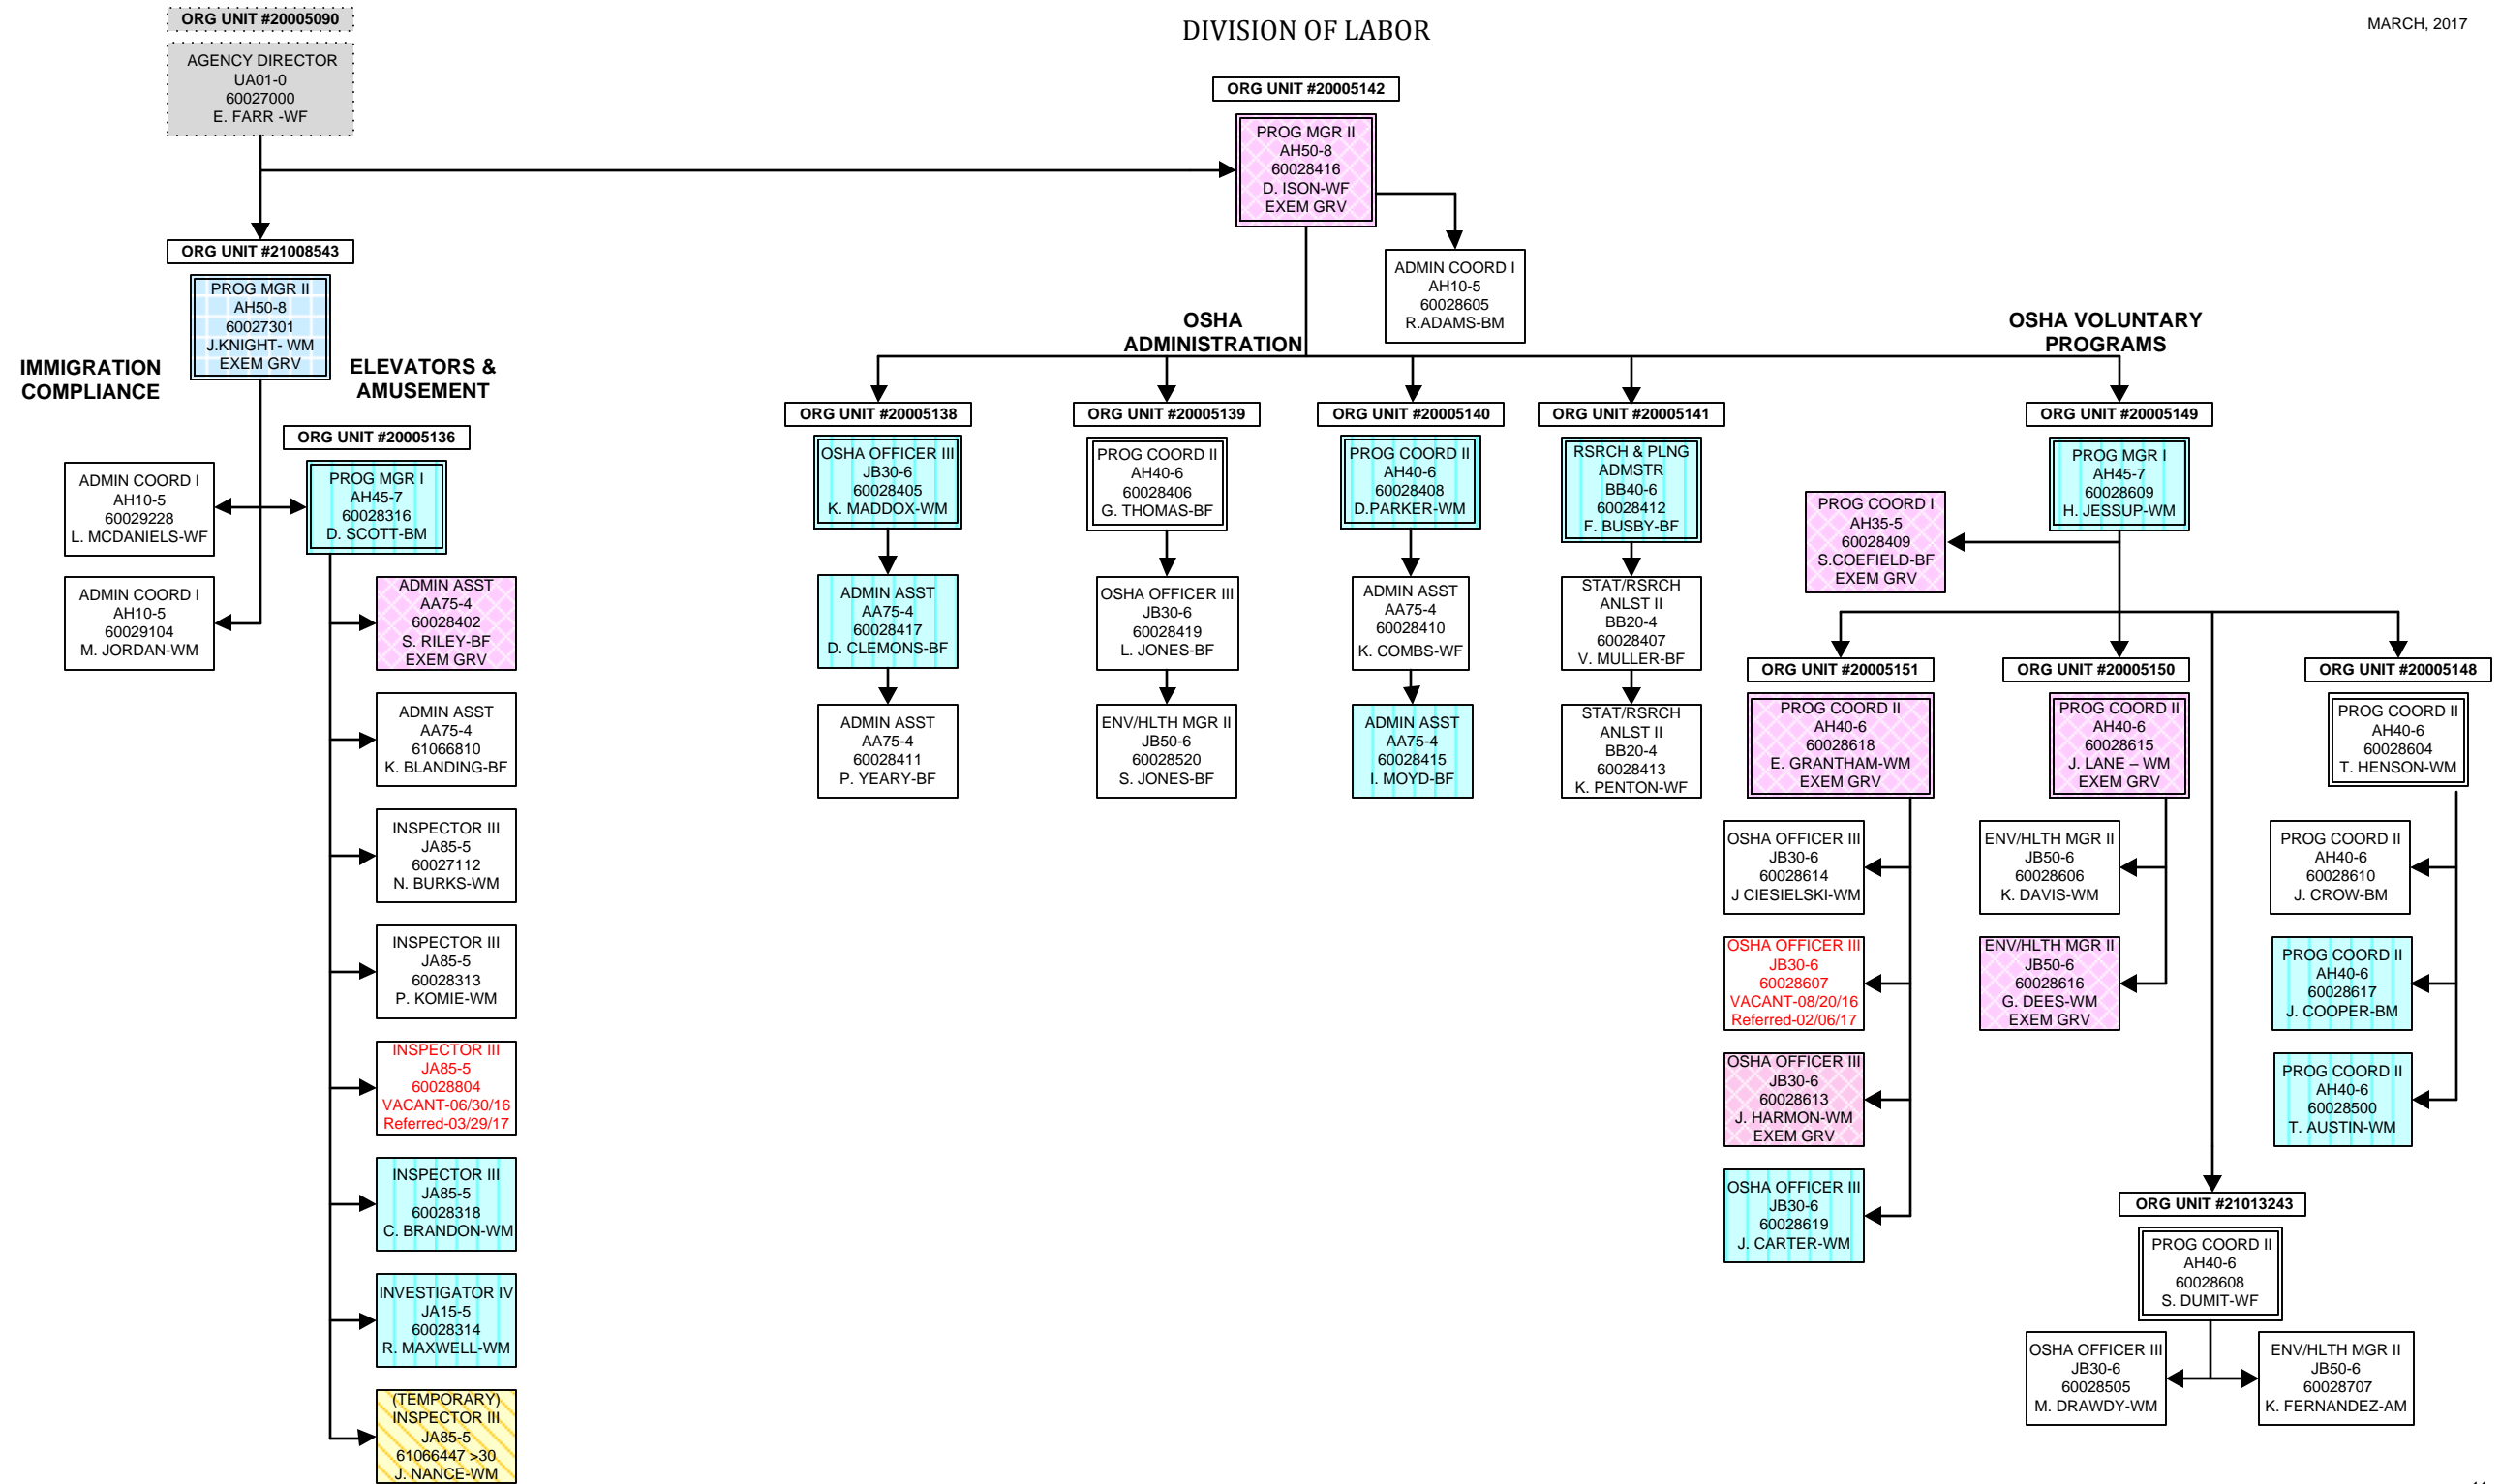 ORG UNIT #20005090
AGENCY DIRECTOR
UA01-0
60027000
E. FARR -WF
DIVISION OF LABOR
MARCH, 2017
ORG UNIT #20005142
PROG MGR II
AH50-8
60028416
D. ISON-WF
EXEM GRV
ADMIN COORD I
AH10-5
60028605
R.ADAMS-BM
ORG UNIT #21008543
PROG MGR II
AH50-8
60027301
J.KNIGHT- WM
EXEM GRV
IMMIGRATION
COMPLIANCE
ELEVATORS &
AMUSEMENT
ADMIN COORD I
AH10-5
60029228
L. MCDANIELS-WF
ADMIN COORD I
AH10-5
60029104
M. JORDAN-WM
ORG UNIT #20005136
PROG MGR I
AH45-7
60028316
D. SCOTT-BM
ADMIN ASST
AA75-4
60028402
S. RILEY-BF
EXEM GRV
ADMIN ASST
AA75-4
61066810
K. BLANDING-BF
INSPECTOR III
JA85-5
60027112
N. BURKS-WM
INSPECTOR III
JA85-5
60028313
P. KOMIE-WM
INSPECTOR III
JA85-5
60028804
VACANT-06/30/16
Referred-03/29/17
INSPECTOR III
JA85-5
60028318
C. BRANDON-WM
INVESTIGATOR IV
JA15-5
60028314
R. MAXWELL-WM
(TEMPORARY)
INSPECTOR III
JA85-5
61066447 >30
J. NANCE-WM
OSHA
ADMINISTRATION
ORG UNIT #20005138
OSHA OFFICER III
JB30-6
60028405
K. MADDOX-WM
ADMIN ASST
AA75-4
60028417
D. CLEMONS-BF
ADMIN ASST
AA75-4
60028411
P. YEARY-BF
ORG UNIT #20005139
PROG COORD II
AH40-6
60028406
G. THOMAS-BF
OSHA OFFICER III
JB30-6
60028419
L. JONES-BF
ENV/HLTH MGR II
JB50-6
60028520
S. JONES-BF
ORG UNIT #20005140
PROG COORD II
AH40-6
60028408
D.PARKER-WM
ADMIN ASST
AA75-4
60028410
K. COMBS-WF
ADMIN ASST
AA75-4
60028415
I. MOYD-BF
ORG UNIT #20005141
RSRCH & PLNG
ADMSTR
BB40-6
60028412
F. BUSBY-BF
STAT/RSRCH
ANLST II
BB20-4
60028407
V. MULLER-BF
STAT/RSRCH
ANLST II
BB20-4
60028413
K. PENTON-WF
OSHA VOLUNTARY
PROGRAMS
ORG UNIT #20005149
PROG MGR I
AH45-7
60028609
H. JESSUP-WM
PROG COORD I
AH35-5
60028409
S.COEFIELD-BF
EXEM GRV
ORG UNIT #20005151
PROG COORD II
AH40-6
60028618
E. GRANTHAM-WM
EXEM GRV
OSHA OFFICER III
JB30-6
60028614
J CIESIELSKI-WM
OSHA OFFICER III
JB30-6
60028607
VACANT-08/20/16
Referred-02/06/17
OSHA OFFICER III
JB30-6
60028613
J. HARMON-WM
EXEM GRV
OSHA OFFICER III
JB30-6
60028619
J. CARTER-WM
ORG UNIT #20005150
PROG COORD II
AH40-6
60028615
J. LANE – WM
EXEM GRV
ENV/HLTH MGR II
JB50-6
60028606
K. DAVIS-WM
ENV/HLTH MGR II
JB50-6
60028616
G. DEES-WM
EXEM GRV
ORG UNIT #20005148
PROG COORD II
AH40-6
60028604
T. HENSON-WM
PROG COORD II
AH40-6
60028610
J. CROW-BM
PROG COORD II
AH40-6
60028617
J. COOPER-BM
PROG COORD II
AH40-6
60028500
T. AUSTIN-WM
ORG UNIT #21013243
PROG COORD II
AH40-6
60028608
S. DUMIT-WF
OSHA OFFICER III
JB30-6
60028505
M. DRAWDY-WM
ENV/HLTH MGR II
JB50-6
60028707
K. FERNANDEZ-AM